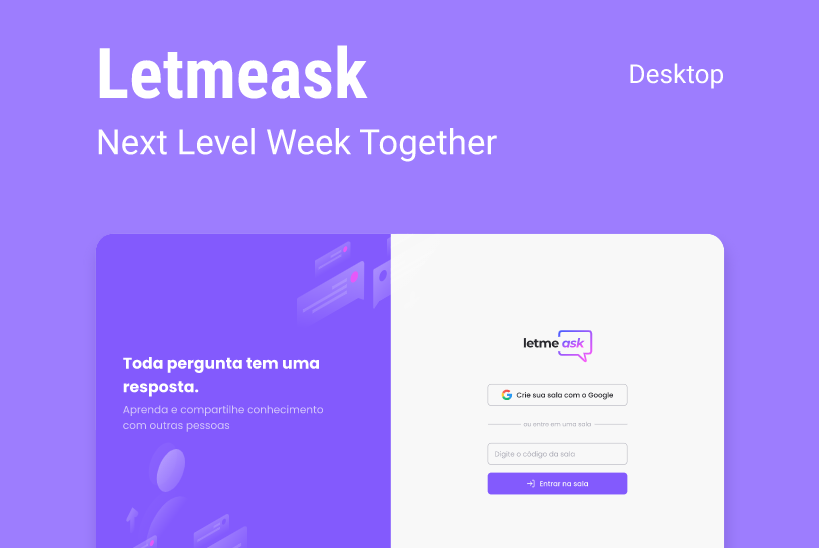 Letmeask
Desktop
Next Level Week Together
Toda pergunta tem uma
resposta.
Aprenda e compartilhe conhecimento
com outras pessoas
letme ask
Crie sua sala com o Google
ou entre em uma sala
Digite o código da sala
Entrar na sala